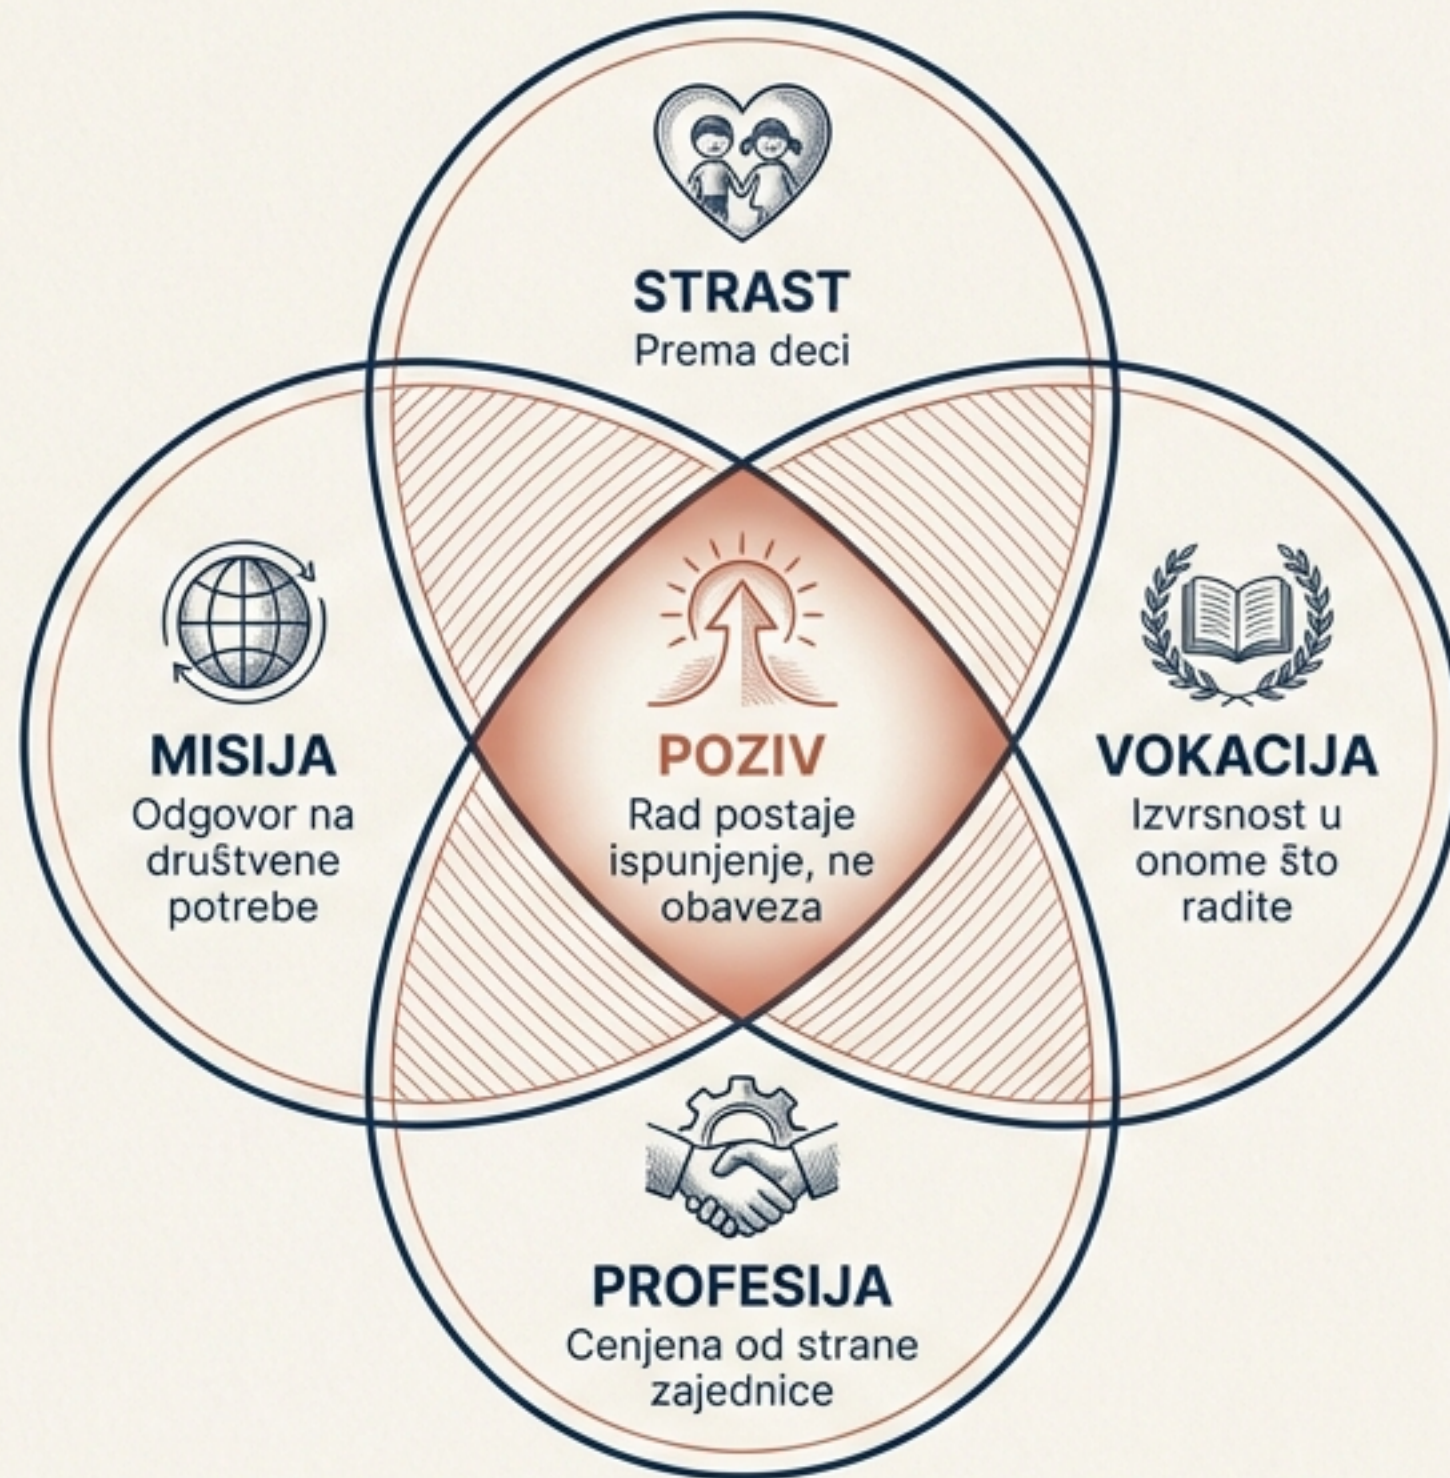 STRAST
Prema deci
MISIJA
Odgovor na
društvene
potrebe
POZIV
Rad postaje
ispunjenje, ne
obaveza
VOKACIJA
Izvrsnost u
onome što
radite
PROFESIJA
Cenjena od strane
zajednice